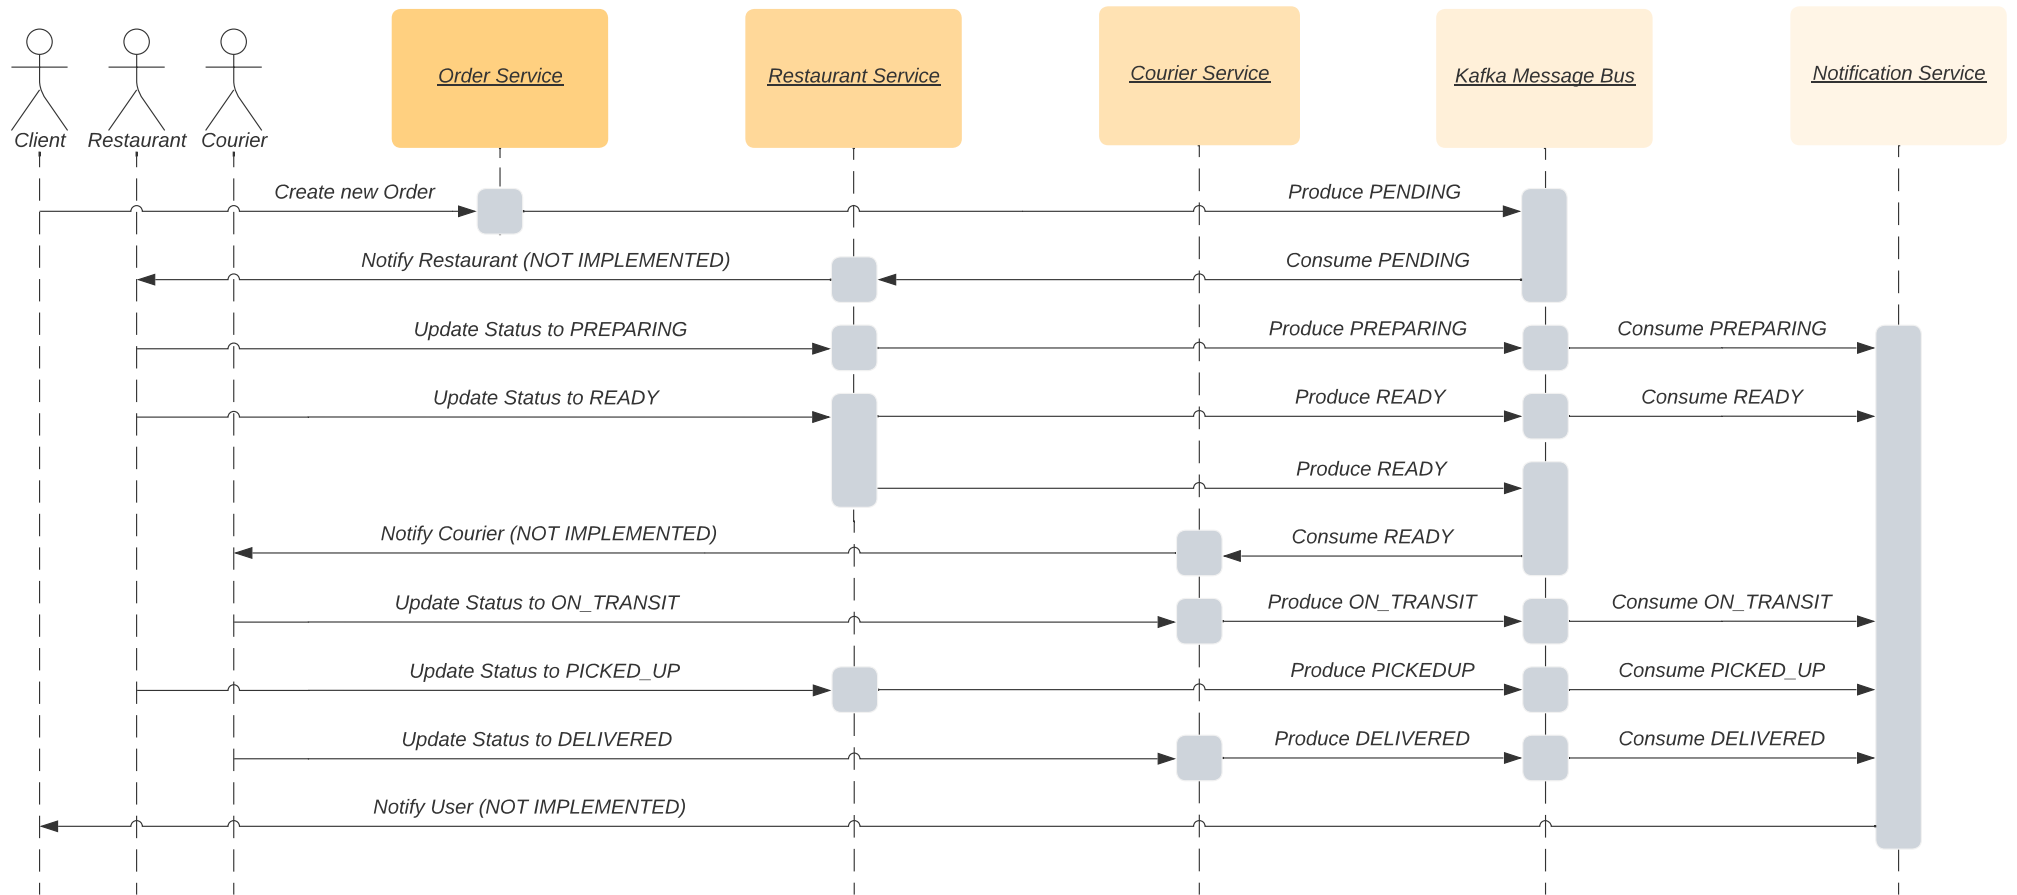 Order Service
Restaurant Service
Courier Service
Kafka Message Bus
Notification Service
Client
Restaurant
Courier
Create new Order
Produce PENDING
Notify Restaurant (NOT IMPLEMENTED)
Consume PENDING
Update Status to PREPARING
Produce PREPARING
Consume PREPARING
Update Status to READY
Produce READY
Consume READY
Produce READY
Notify Courier (NOT IMPLEMENTED)
Consume READY
Update Status to ON_TRANSIT
Produce ON_TRANSIT
Consume ON_TRANSIT
Update Status to PICKED_UP
Produce PICKEDUP
Consume PICKED_UP
Update Status to DELIVERED
Produce DELIVERED
Consume DELIVERED
Notify User (NOT IMPLEMENTED)